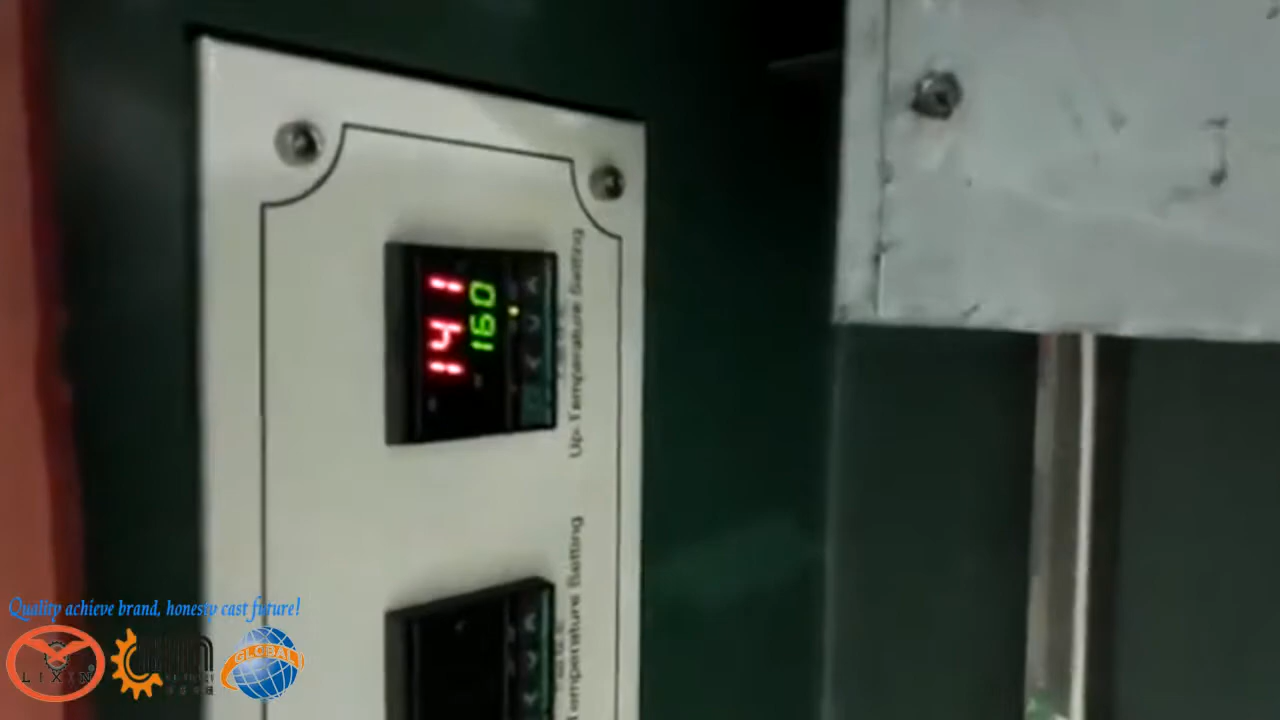 141
160
Up-Temperature Setting
Temperature Setting
Quality achieve brand, honesty cast future!
LIXIN
GLOBAL